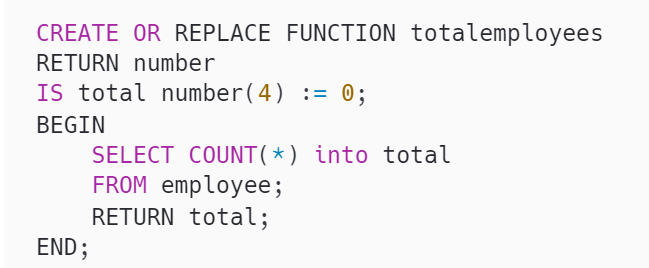 CREATE OR REPLACE FUNCTION totalemployees
RETURN number
IS total number(4) := 0;
BEGIN
    SELECT COUNT(*) into total
    FROM employee;
    RETURN total;
END;